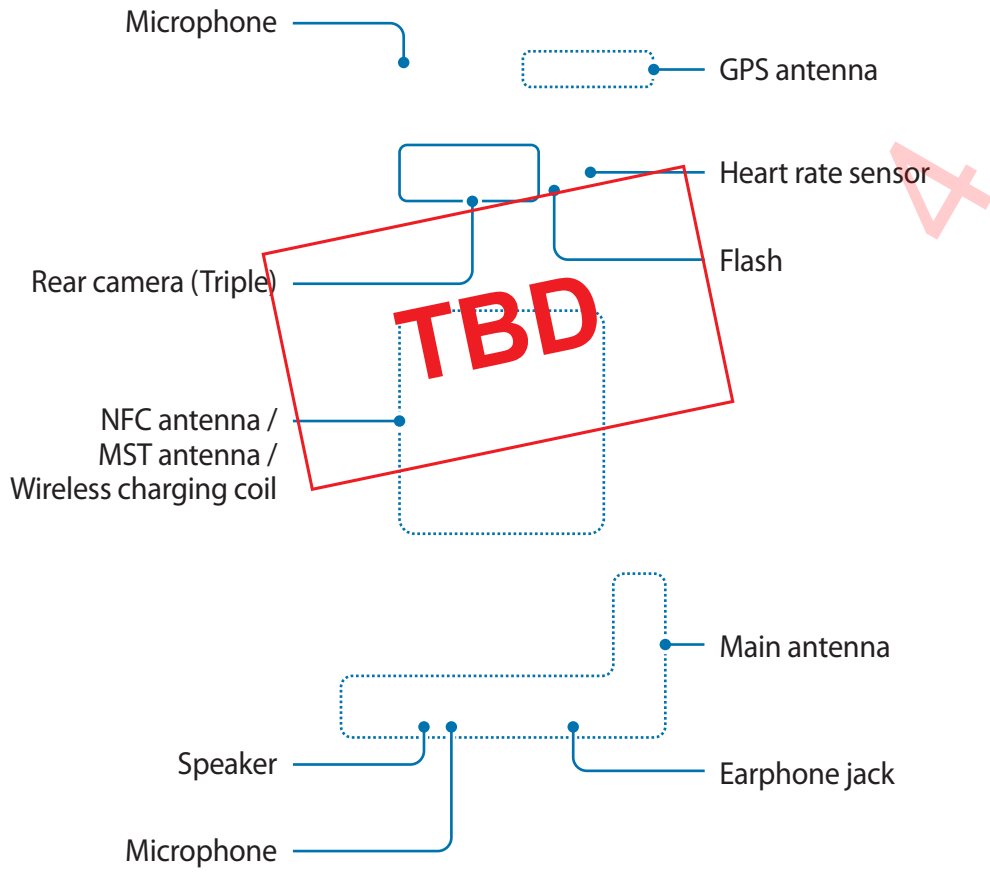 Microphone
GPS antenna
Heart rate sensor
4
Flash
Rear camera (Triple)
TBD
NFC antenna /
MST antenna /
Wireless charging coil
Main antenna
Speaker
Earphone jack
Microphone